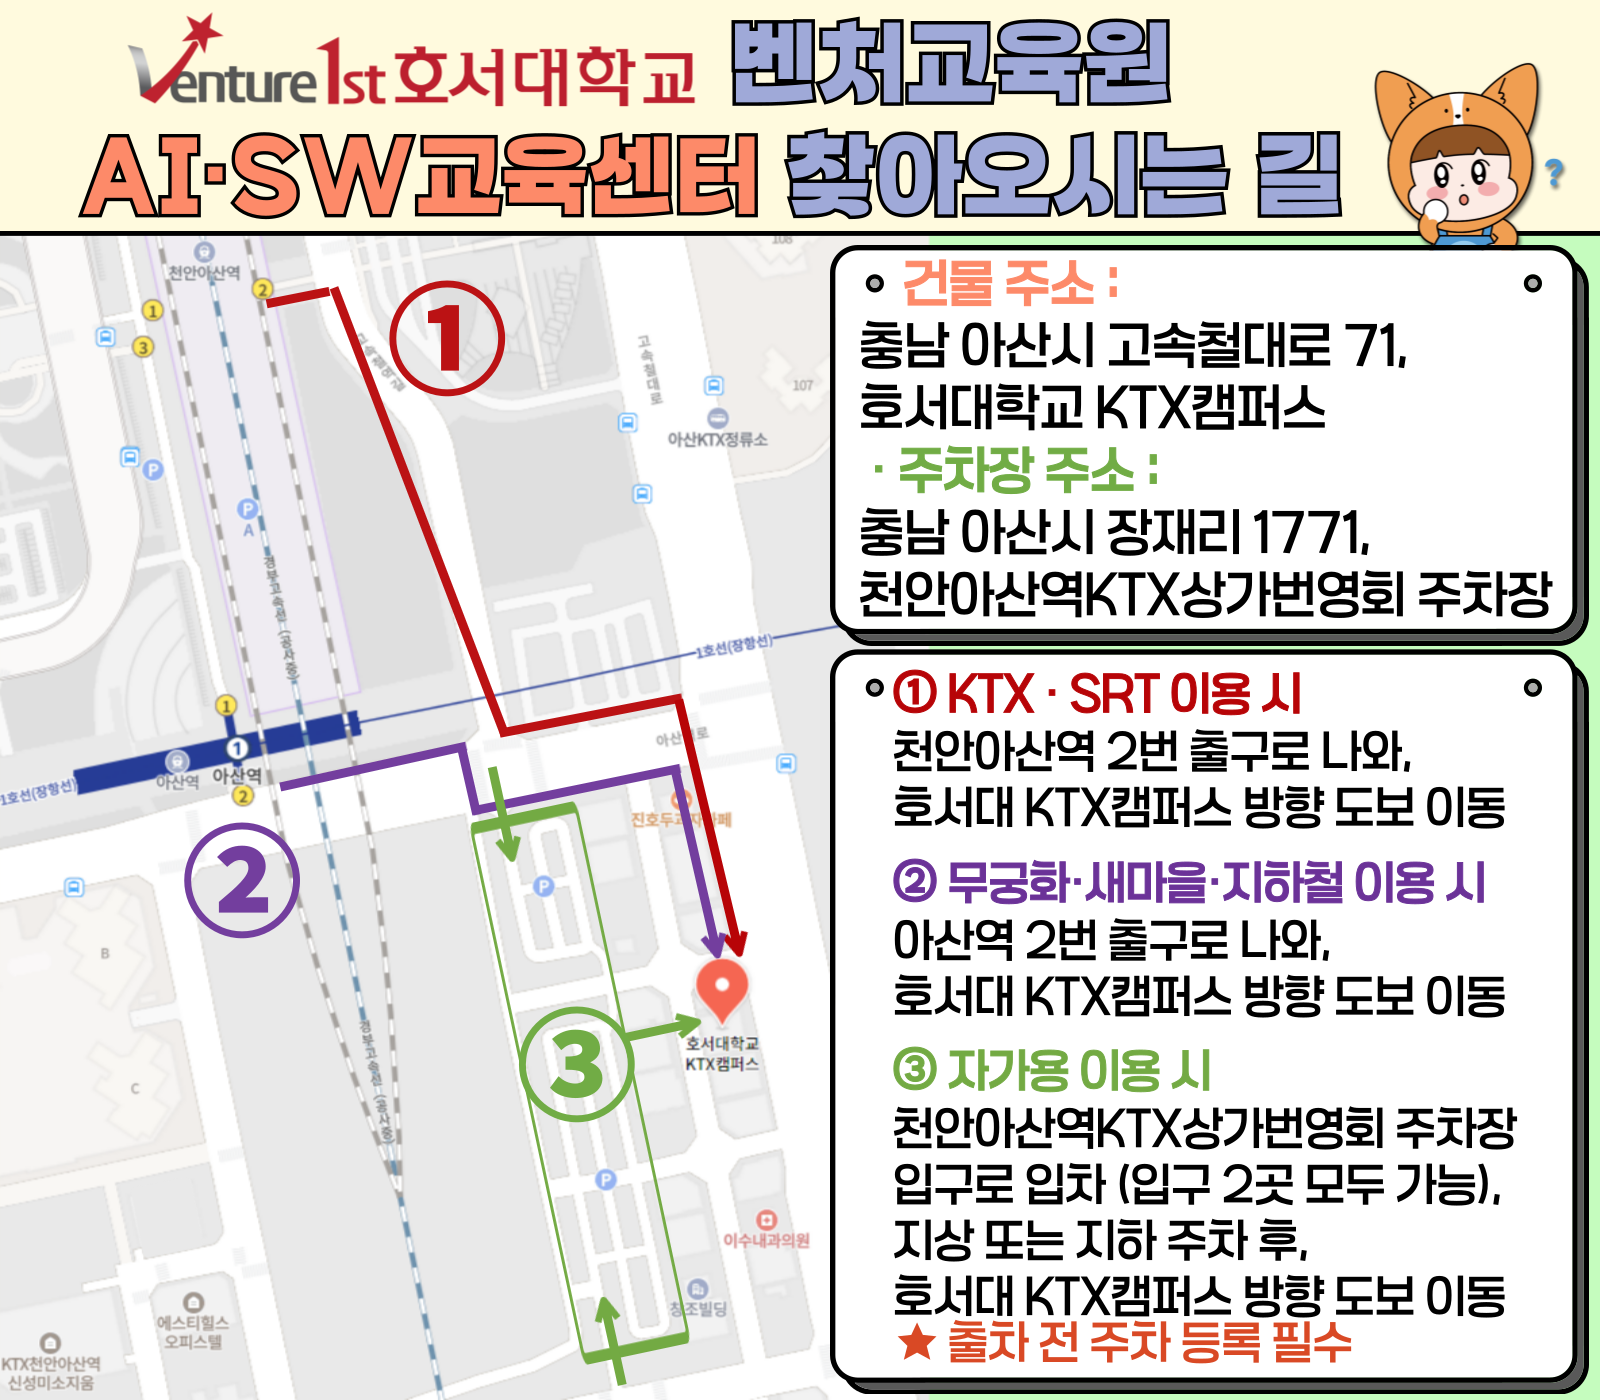 Venture 1st 호서대학교 벤처교육원
AI·SW교육센터 찾아오시는 길
?
건물 주소 :
충남 아산시 고속철대로 71,
호서대학교 KTX캠퍼스
· 주차장 주소 :
충남 아산시 장재리 1771,
천안아산역KTX상가번영회 주차장
① KTX · SRT 이용 시
천안아산역 2번 출구로 나와,
호서대 KTX캠퍼스 방향 도보 이동
② 무궁화·새마을·지하철 이용 시
아산역 2번 출구로 나와,
호서대 KTX캠퍼스 방향 도보 이동
③ 자가용 이용 시
천안아산역KTX상가번영회 주차장
입구로 입차 (입구 2곳 모두 가능),
지상 또는 지하 주차 후,
호서대 KTX캠퍼스 방향 도보 이동
★ 출차 전 주차 등록 필수
천안아산역
2
1
3
①
108
107
고속철대로
고속철대로
아산KTX정류소
P
P
A
경부고속선 (공사중)
1호선(장항선)
1
1
아산역
아산역
2
1호선(장항선)
아산로
진호두과자카페
②
P
B
C
경부고속선 (공사중)
③
호서대학교
KTX캠퍼스
P
이수내과의원
창조빌딩
에스티힐스
오피스텔
KTX천안아산역
신성미소지움